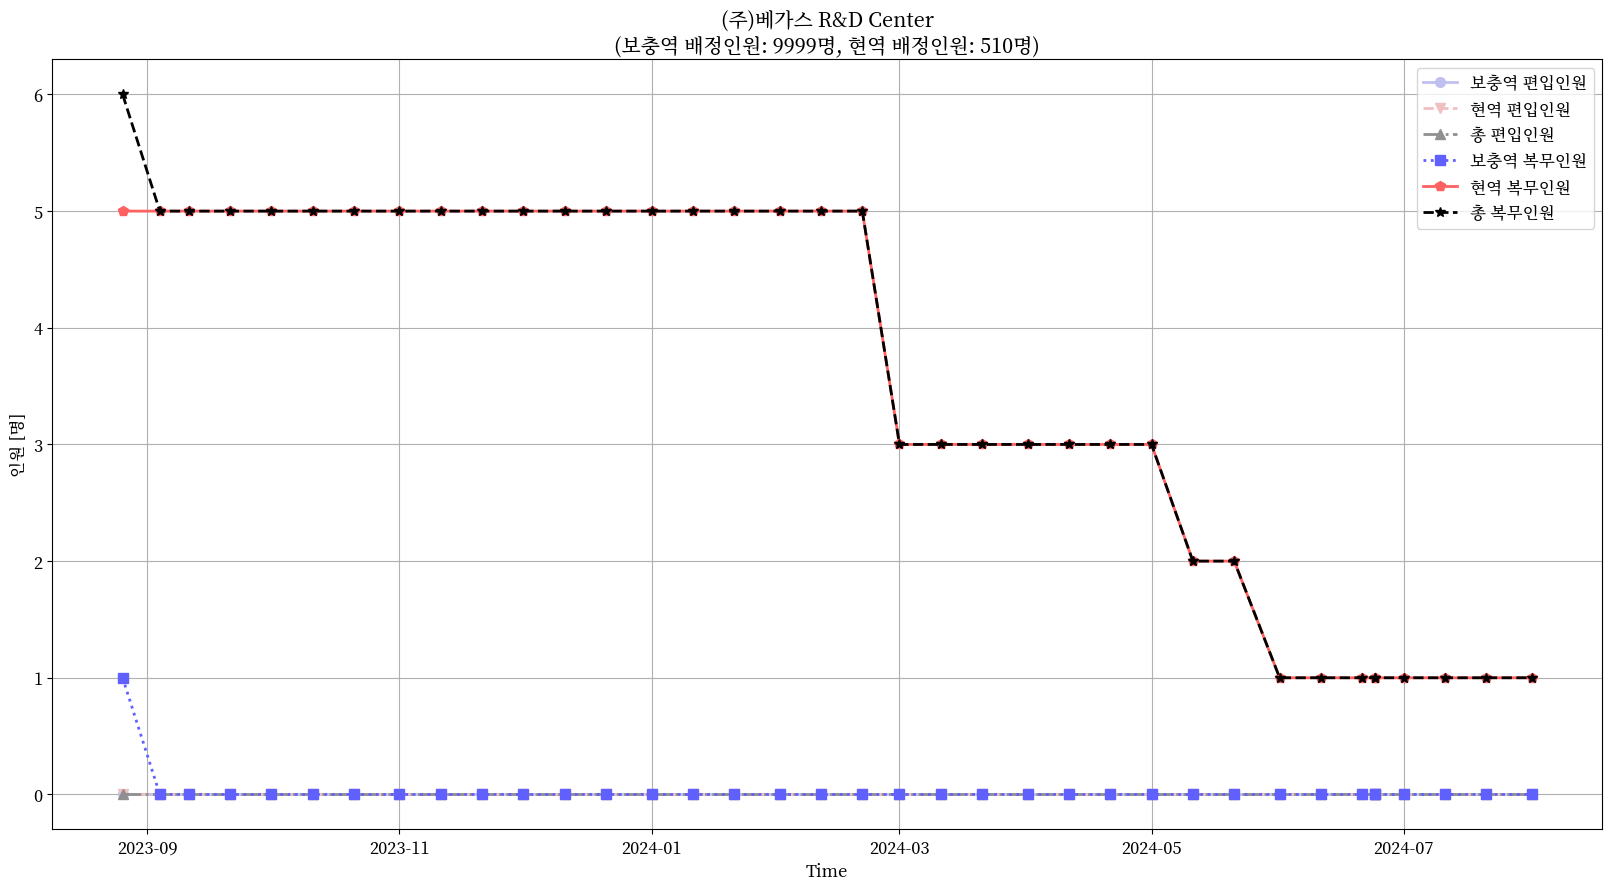 (주)베가스 R&D Center
(보충역 배정인원: 9999명, 현역 배정인원: 510명)
보충역 편입인원
현역 편입인원
총 편입인원
보충역 복무인원
현역 복무인원
총 복무인원
인원 [명]
6
5
4
3
2
1
0
2023-09
2023-11
2024-01
2024-03
2024-05
2024-07
Time